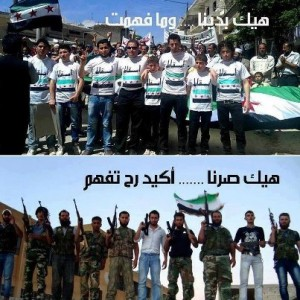 هيك بدينا ... وما فهمت
هيك صرنا ....... أكيد رح تفهم